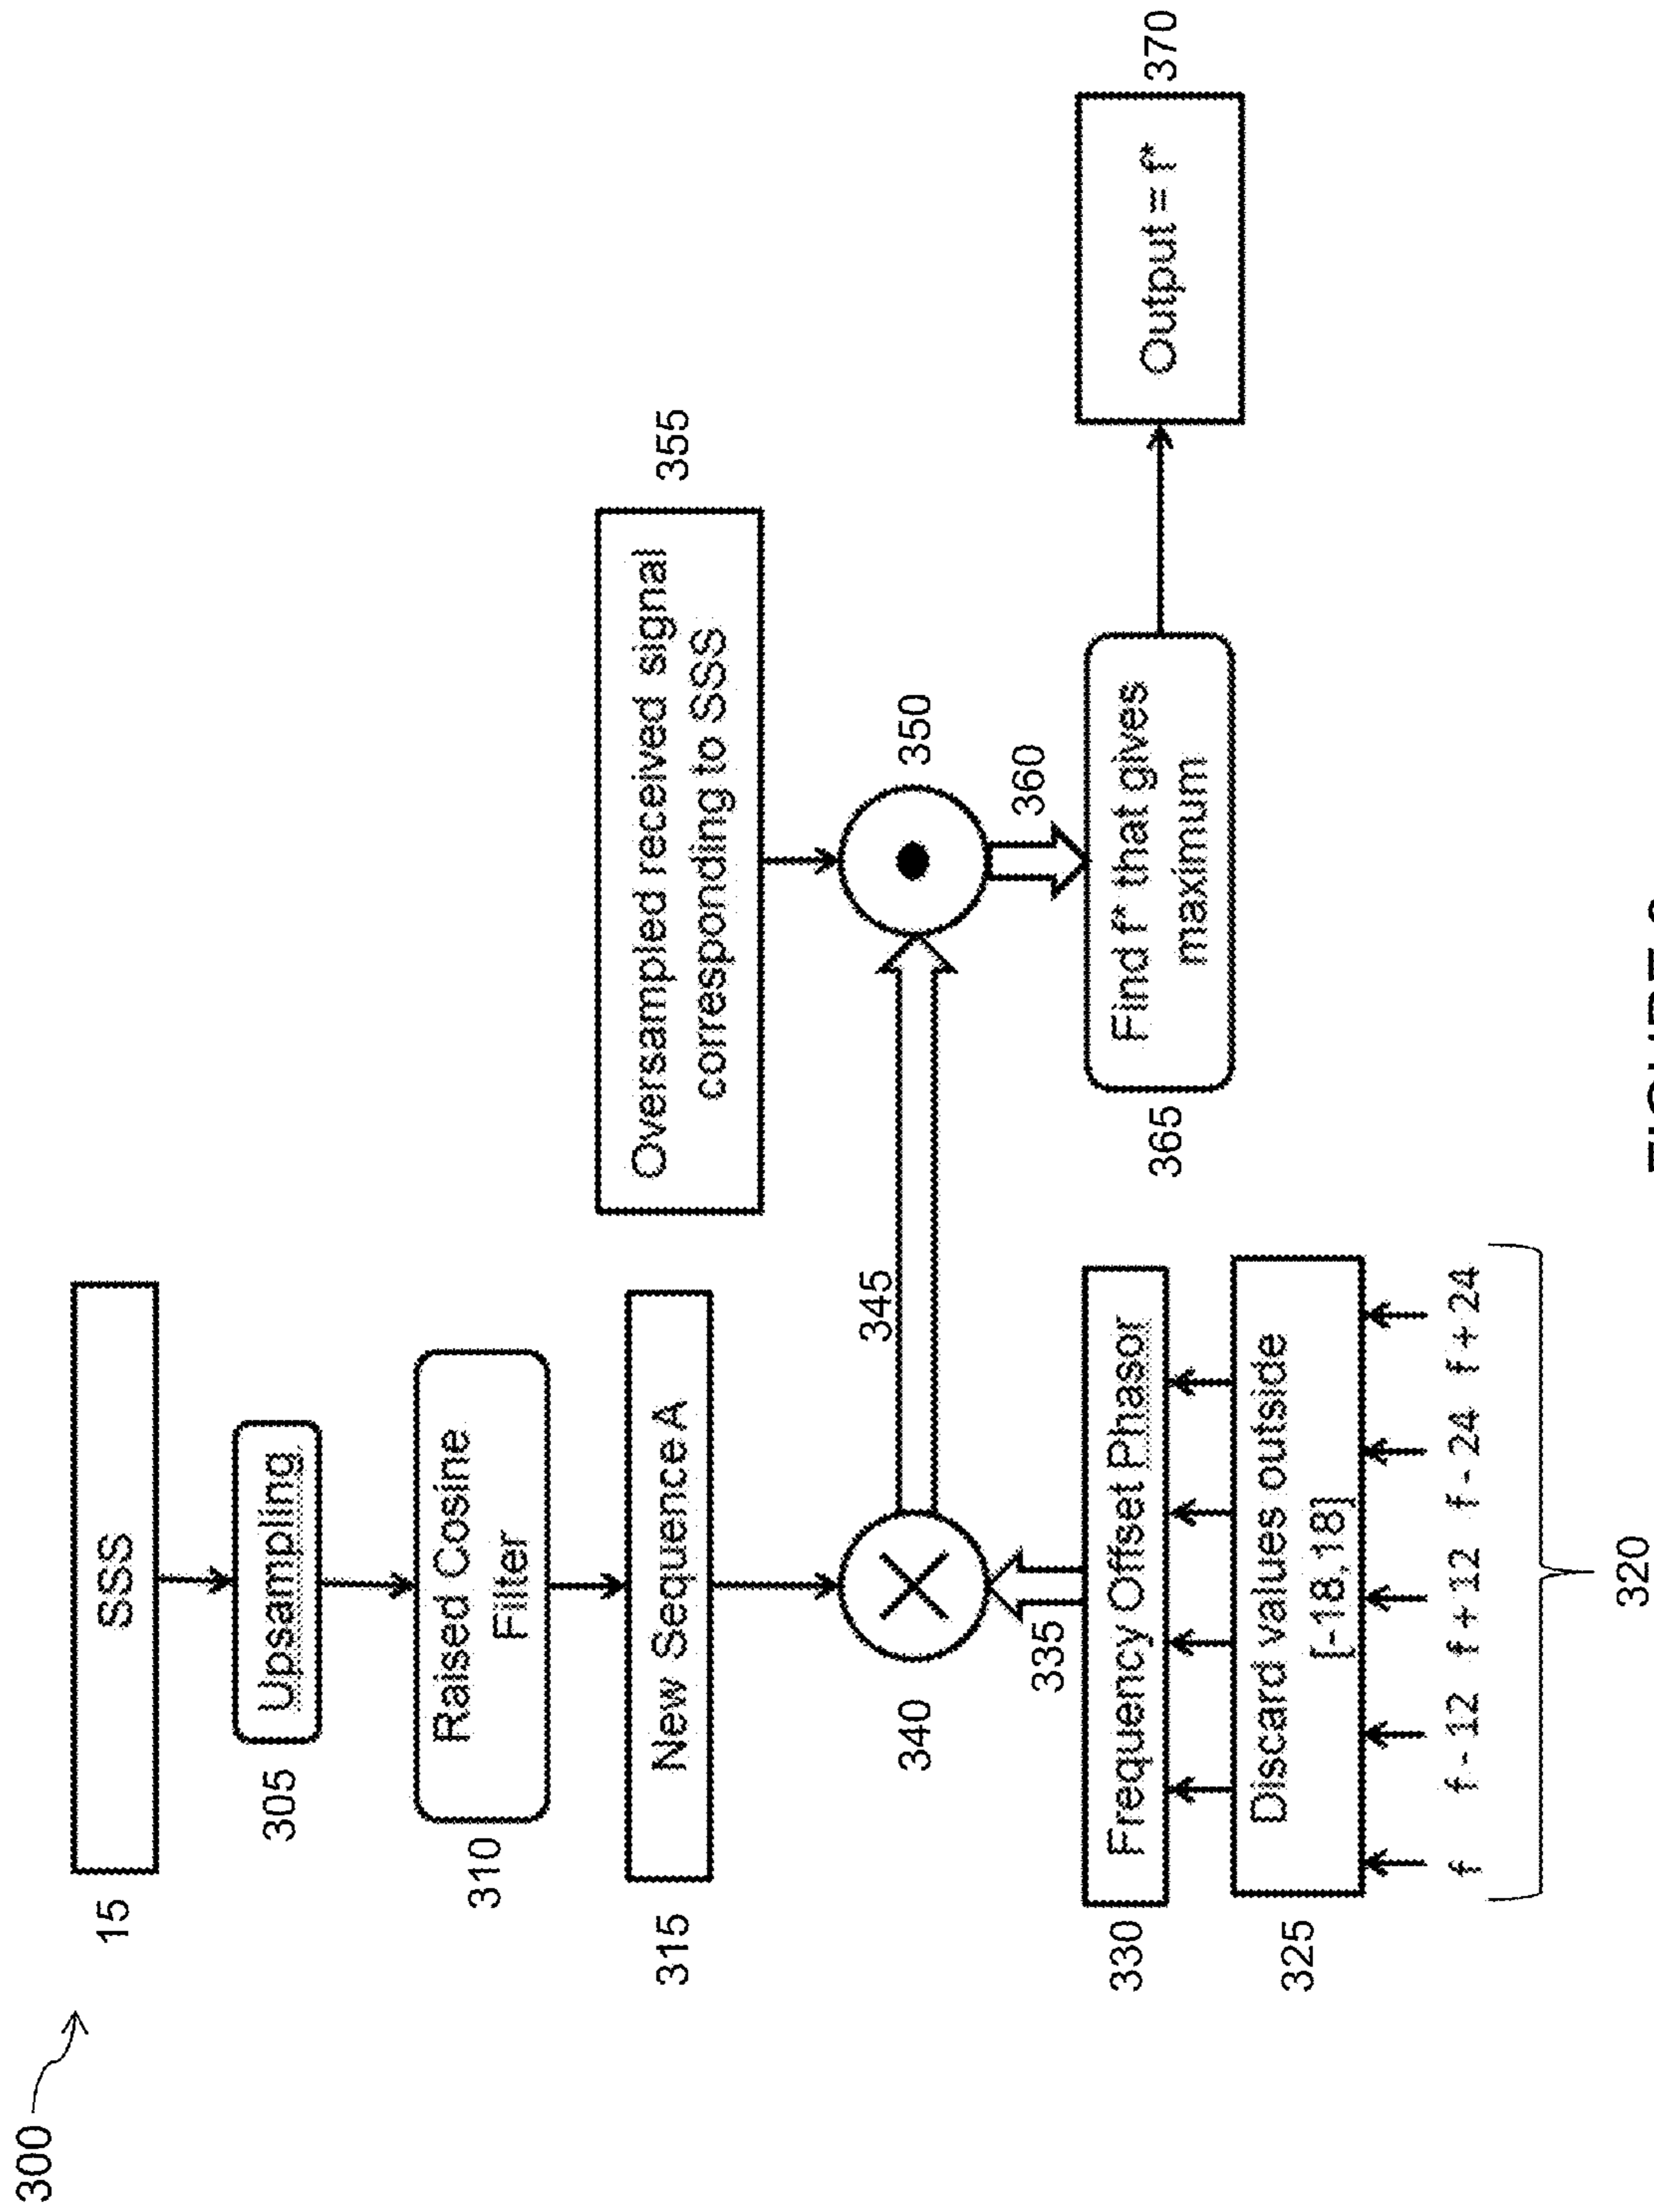 300
15
SSS
305
Upsampling
310
Raised Cosine
Filter
315
New Sequence A
355
Oversampled received signal
corresponding to SSS
340
345
350
335
360
330
Frequency Offset Phasor
325
Discard values outside
[-18,18]
f f - 12 f + 12 f - 24 f + 24
320
365
Find f* that gives
maximum
370
Output = f*